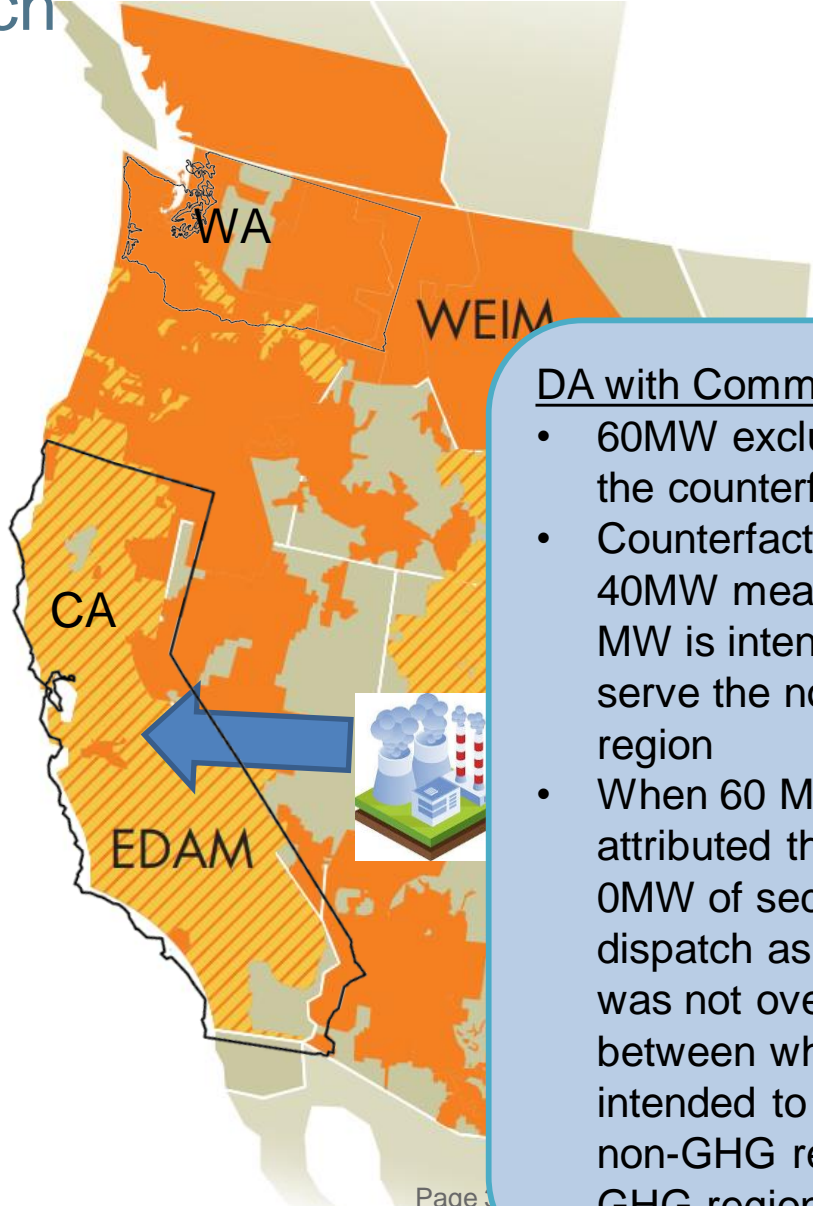 ch
WA
WEIM
CA
EDAM
DA with Comm
• 60MW exclu
the counterf
• Counterfact
40MW mea
MW is inten
serve the no
region
• When 60 M
attributed th
0MW of sec
dispatch as
was not ove
between wh
intended to
non-GHG re
GHG region
Page 3